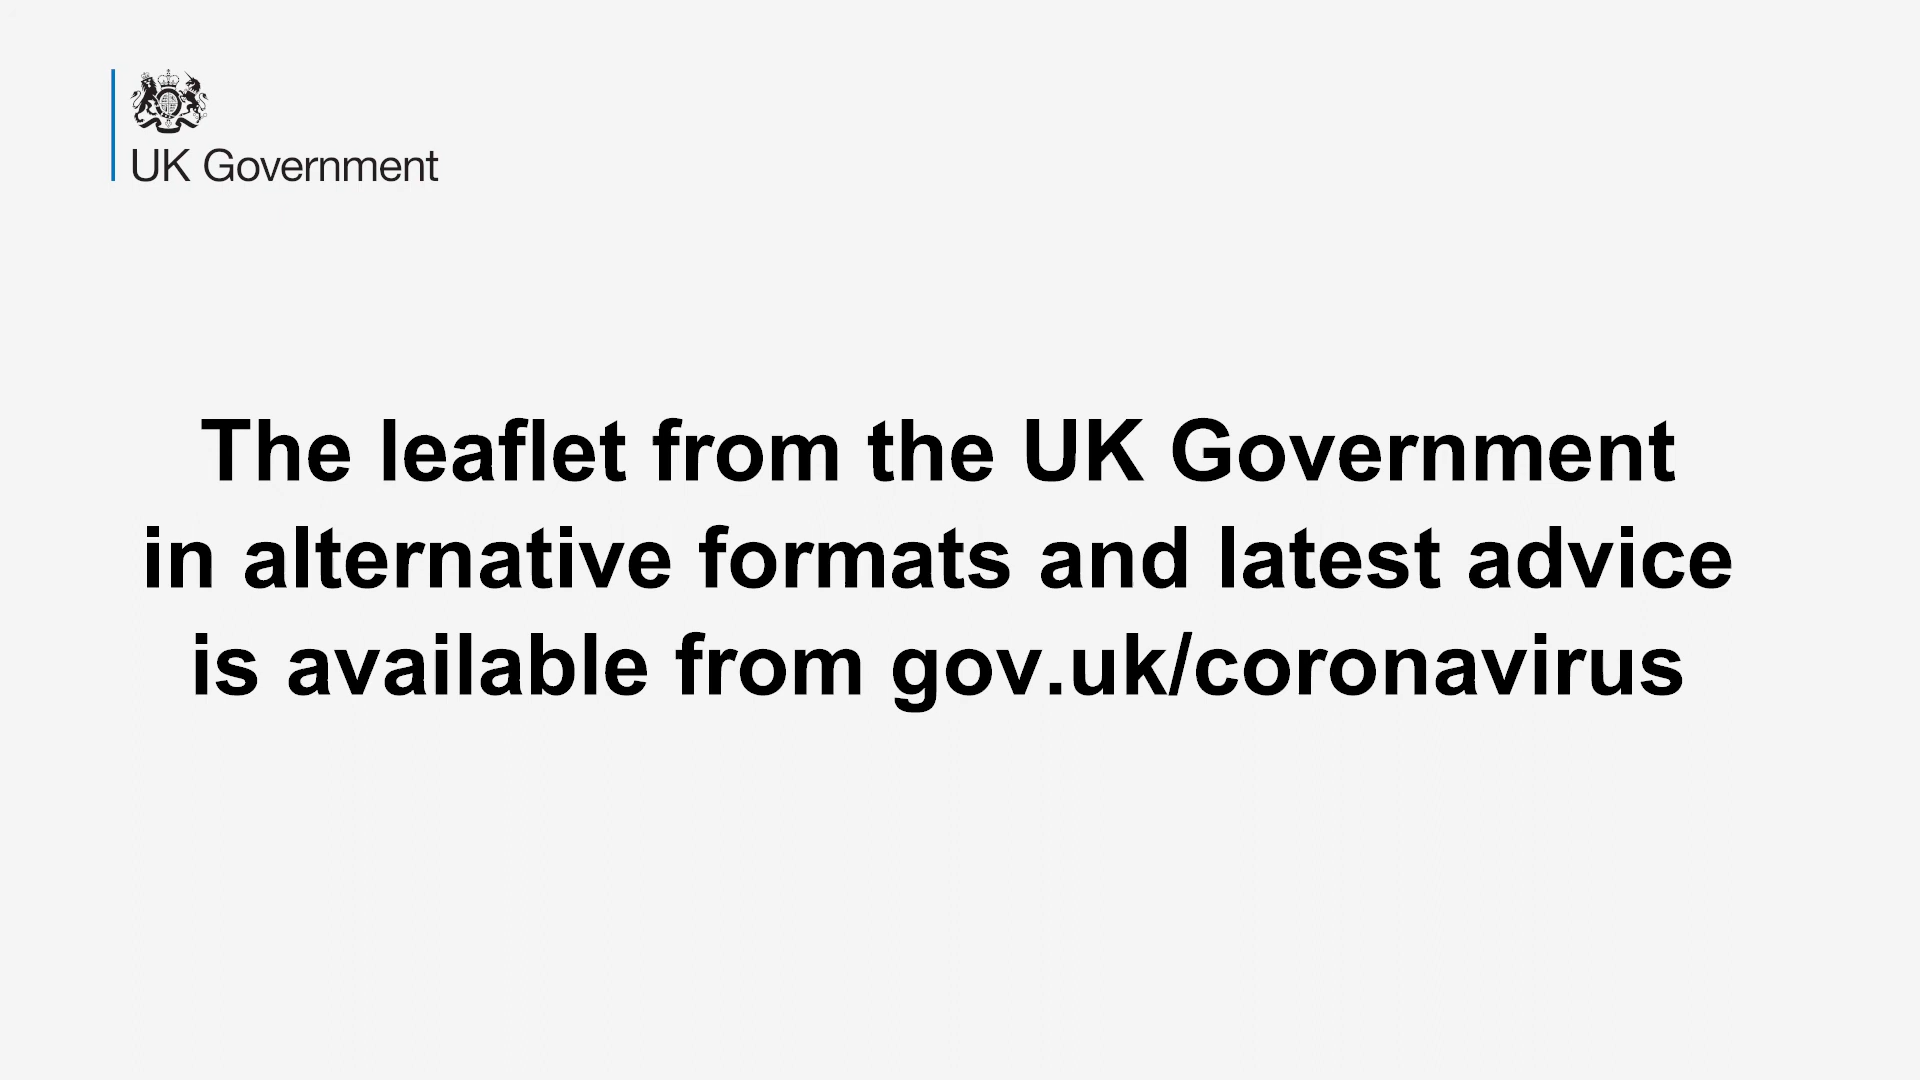 UK Government
The leaflet from the UK Government
in alternative formats and latest advice
is available from gov.uk/coronavirus